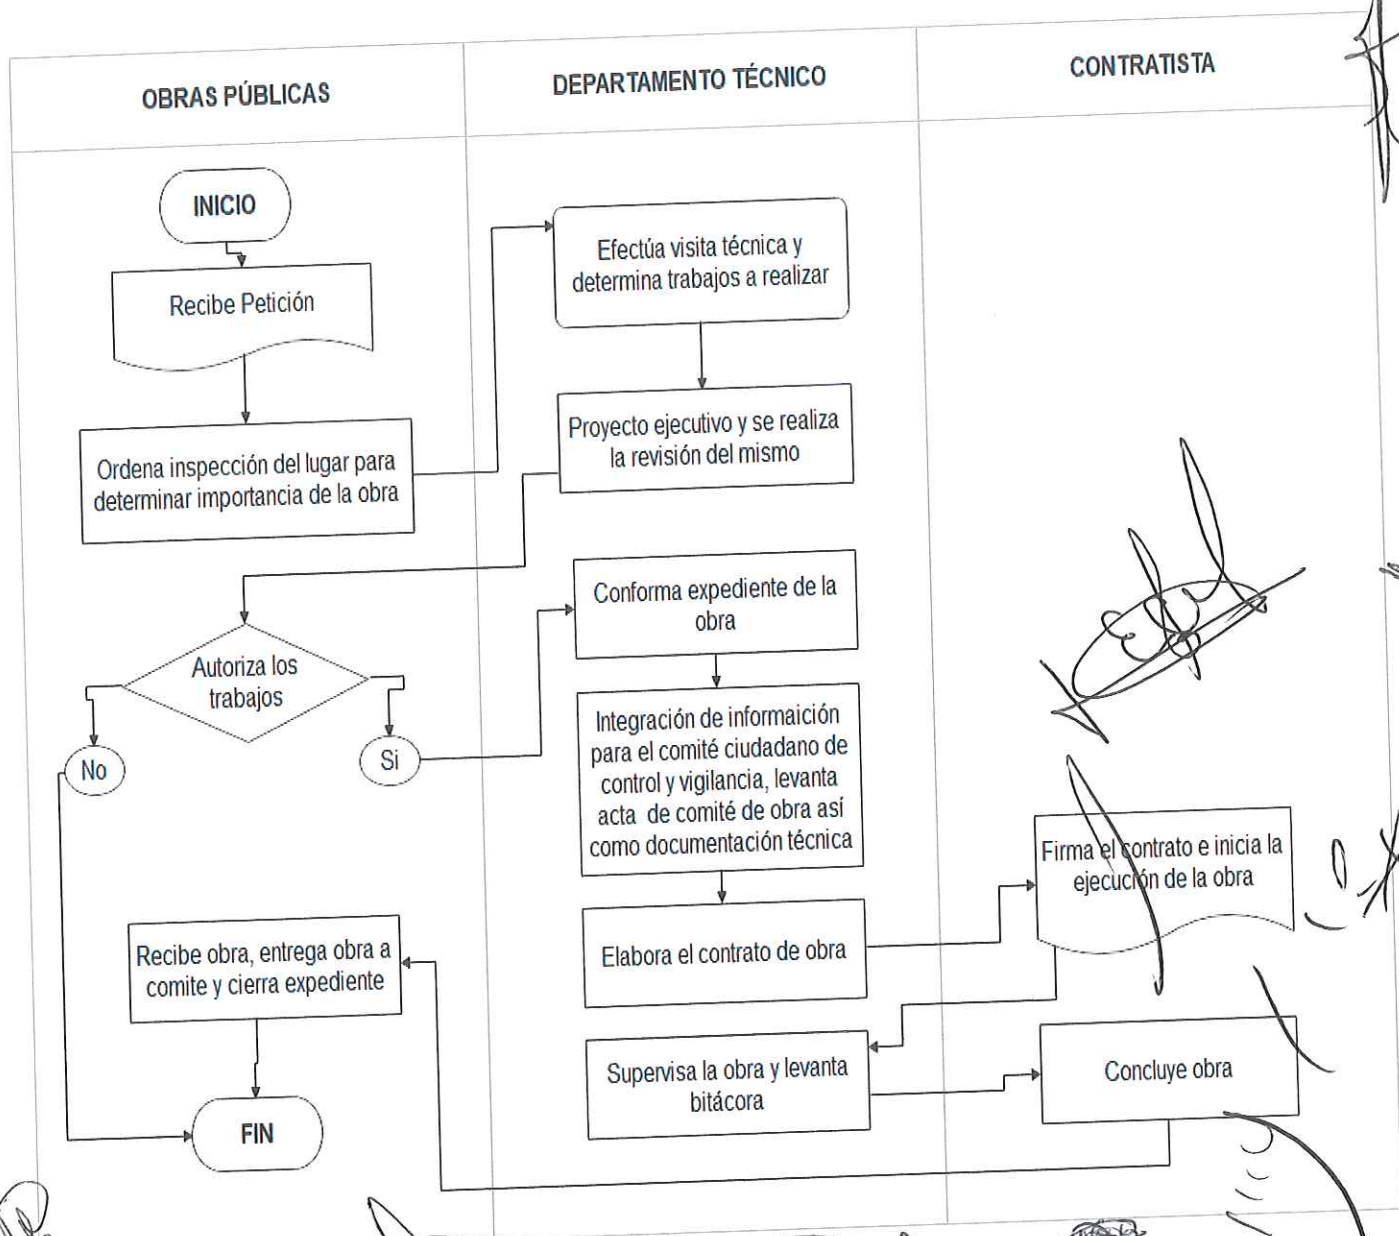 OBRAS PÚBLICAS
DEPARTAMENTO TÉCNICO
CONTRATISTA
INICIO
Recibe Petición
Ordena inspección del lugar para
determinar importancia de la obra
Efectúa visita técnica y
determina trabajos a realizar
Proyecto ejecutivo y se realiza
la revisión del mismo
Autoriza los
trabajos
No
Si
Conforma expediente de la
obra
Integración de informaición
para el comité ciudadano de
control y vigilancia, levanta
acta de comité de obra así
como documentación técnica
Elabora el contrato de obra
Firma el contrato e inicia la
ejecución de la obra
Supervisa la obra y levanta
bitácora
Concluye obra
Recibe obra, entrega obra a
comite y cierra expediente
FIN